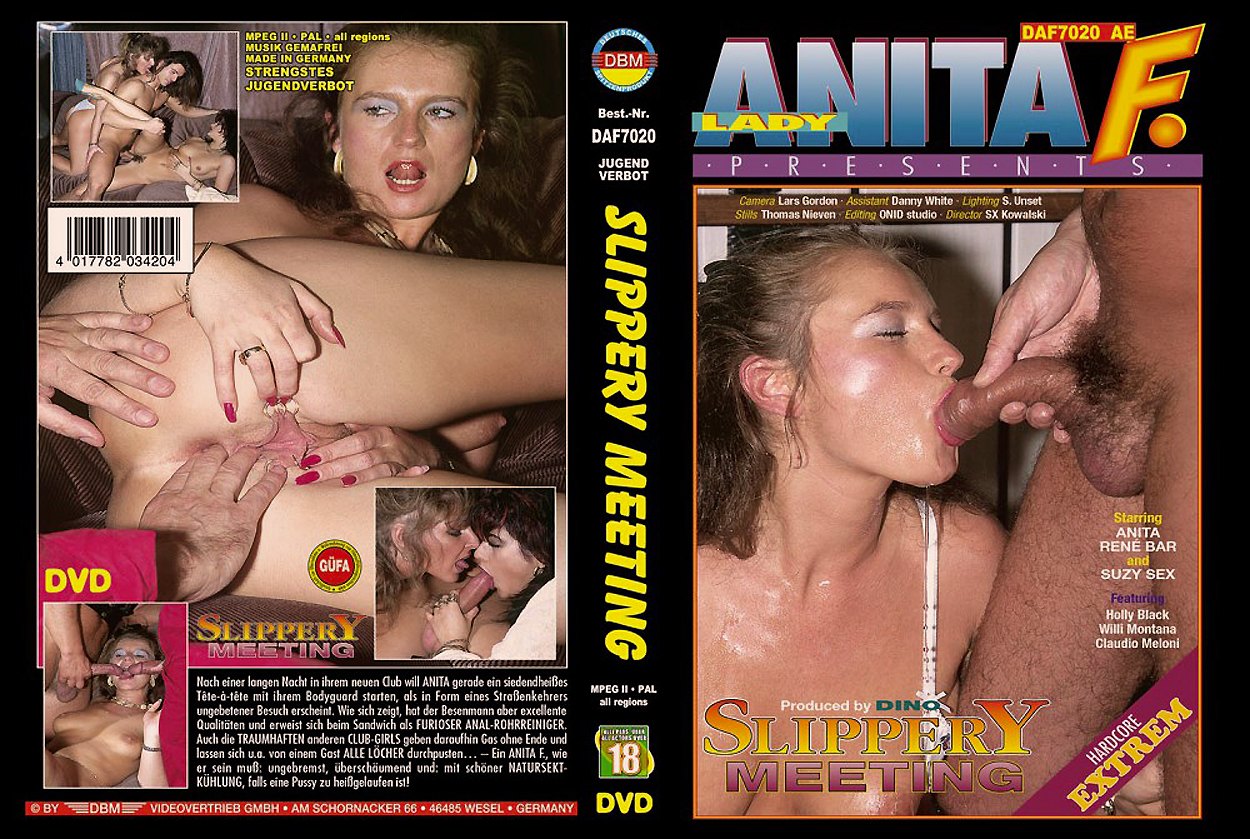 MPEG II • PAL • all regions
MUSIK GEMAFREI
MADE IN GERMANY
STRENGSTES
JUGENDVERBOT
4 017782 034204
GÜFA
DVD
SLIPPERY
MEETING
Nach einer langen Nacht in ihrem neuen Club will ANITA gerade ein siedendheißes
Tête-à-tête mit ihrem Bodyguard starten, als in Form eines Straßenkehrers
ungebetener Besuch erscheint. Wie sich zeigt, hat der Besenmann aber excellente
Qualitäten und erweist sich beim Sandwich als FURIOSER ANAL-ROHRREINIGER.
Auch die TRAUMHAFTEN anderen CLUB-GIRLS geben daraufhin Gas ohne Ende und
lassen sich u.a. von einem Gast ALLE LÖCHER durchpusten... – Ein ANITA F., wie
er sein muß: ungebremst, überschäumend und: mit schöner NATURSEKT-
KÜHLUNG, falls eine Pussy zu heißgelaufen ist!
© BY DBM VIDEOVERTRIEB GMBH • AM SCHORNACKER 66 • 46485 WESEL • GERMANY
DEUTSCHES
DBM
SPITZENPRODUKT
Best.-Nr.
DAF7020
JUGEND
VERBOT
SLIPPERY MEETING
MPEG II • PAL
all regions
18
DVD
DAF7020 AE
ANITA F.
LADY
P·R·E·S·E·N·T·S
Camera Lars Gordon · Assistant Danny White · Lighting S. Unset
Stills Thomas Nieven · Editing ONID studio · Director SX Kowalski
Starring
ANITA
RENÉ BAR
and
SUZY SEX
Featuring
Holly Black
Willi Montana
Claudio Meloni
Produced by DINO
SLIPPERY
MEETING
HARDCORE
EXTREM